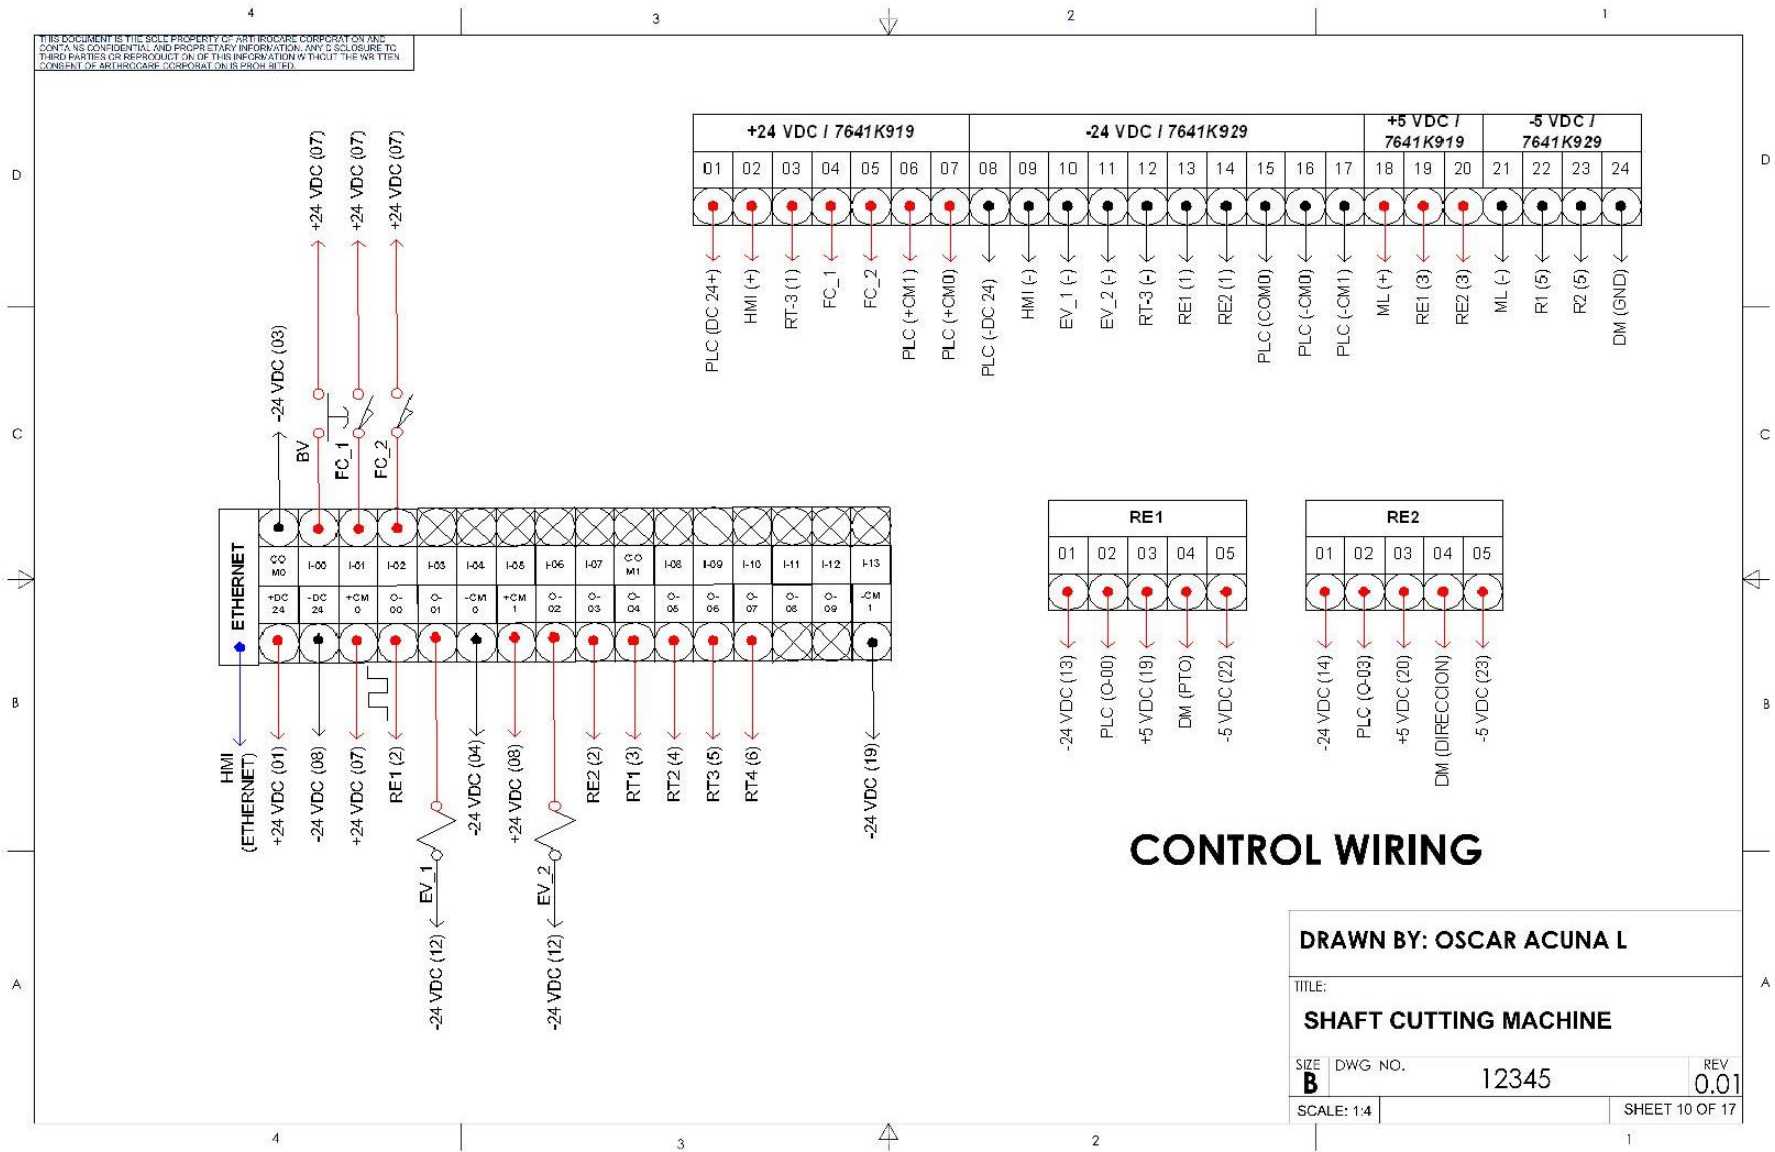 4 3 2 1
THIS DOCUMENT IS THE SOLE PROPERTY OF ARTHROCARE CORPORATION AND
CONTAINS CONFIDENTIAL AND PROPRIETARY INFORMATION. ANY DISCLOSURE TO
THIRD PARTIES OR REPRODUCTION OF THIS INFORMATION WITHOUT THE WRITTEN
CONSENT OF ARTHROCARE CORPORATION IS PROHIBITED.
D D
C C
B B
A A
+24 VDC / 7641K919 -24 VDC / 7641K929 +5 VDC / 7641K919 -5 VDC / 7641K929
01 02 03 04 05 06 07 08 09 10 11 12 13 14 15 16 17 18 19 20 21 22 23 24
PLC (DC 24+)
HMI (+)
RT-3 (1)
FC_1
FC_2
PLC (+CM1)
PLC (+CM0)
PLC (-DC 24)
HMI (-)
EV_1 (-)
EV_2 (-)
RT-3 (-)
RE1 (1)
RE2 (1)
PLC (COM0)
PLC (-CM0)
PLC (-CM1)
ML (+)
RE1 (3)
RE2 (3)
ML (-)
R1 (5)
R2 (5)
DM (GND)
-24 VDC (03)
+24 VDC (07)
+24 VDC (07)
+24 VDC (07)
BV
FC_1
FC_2
ETHERNET
CO M0 I-00 I-01 I-02 I-03 I-04 I-05 I-06 I-07 CO M1 I-08 I-09 I-10 I-11 I-12 I-13
+DC 24 -DC 24 +CM 0 O-00 O-01 -CM 0 +CM 1 O-02 O-03 O-04 O-05 O-06 O-07 O-08 O-09 -CM 1
HMI
(ETHERNET)
+24 VDC (01)
-24 VDC (08)
+24 VDC (07)
RE1 (2)
EV_1
-24 VDC (12)
-24 VDC (04)
+24 VDC (08)
EV_2
-24 VDC (12)
RE2 (2)
RT1 (3)
RT2 (4)
RT3 (5)
RT4 (6)
-24 VDC (19)
RE1
01 02 03 04 05
-24 VDC (13)
PLC (O-00)
+5 VDC (19)
DM (PTO)
-5 VDC (22)
RE2
01 02 03 04 05
-24 VDC (14)
PLC (O-03)
+5 VDC (20)
DM (DIRECCION)
-5 VDC (23)
CONTROL WIRING
DRAWN BY: OSCAR ACUNA L
TITLE:
SHAFT CUTTING MACHINE
SIZE DWG NO. REV
B 12345 0.01
SCALE: 1:4 SHEET 10 OF 17
4 3 2 1